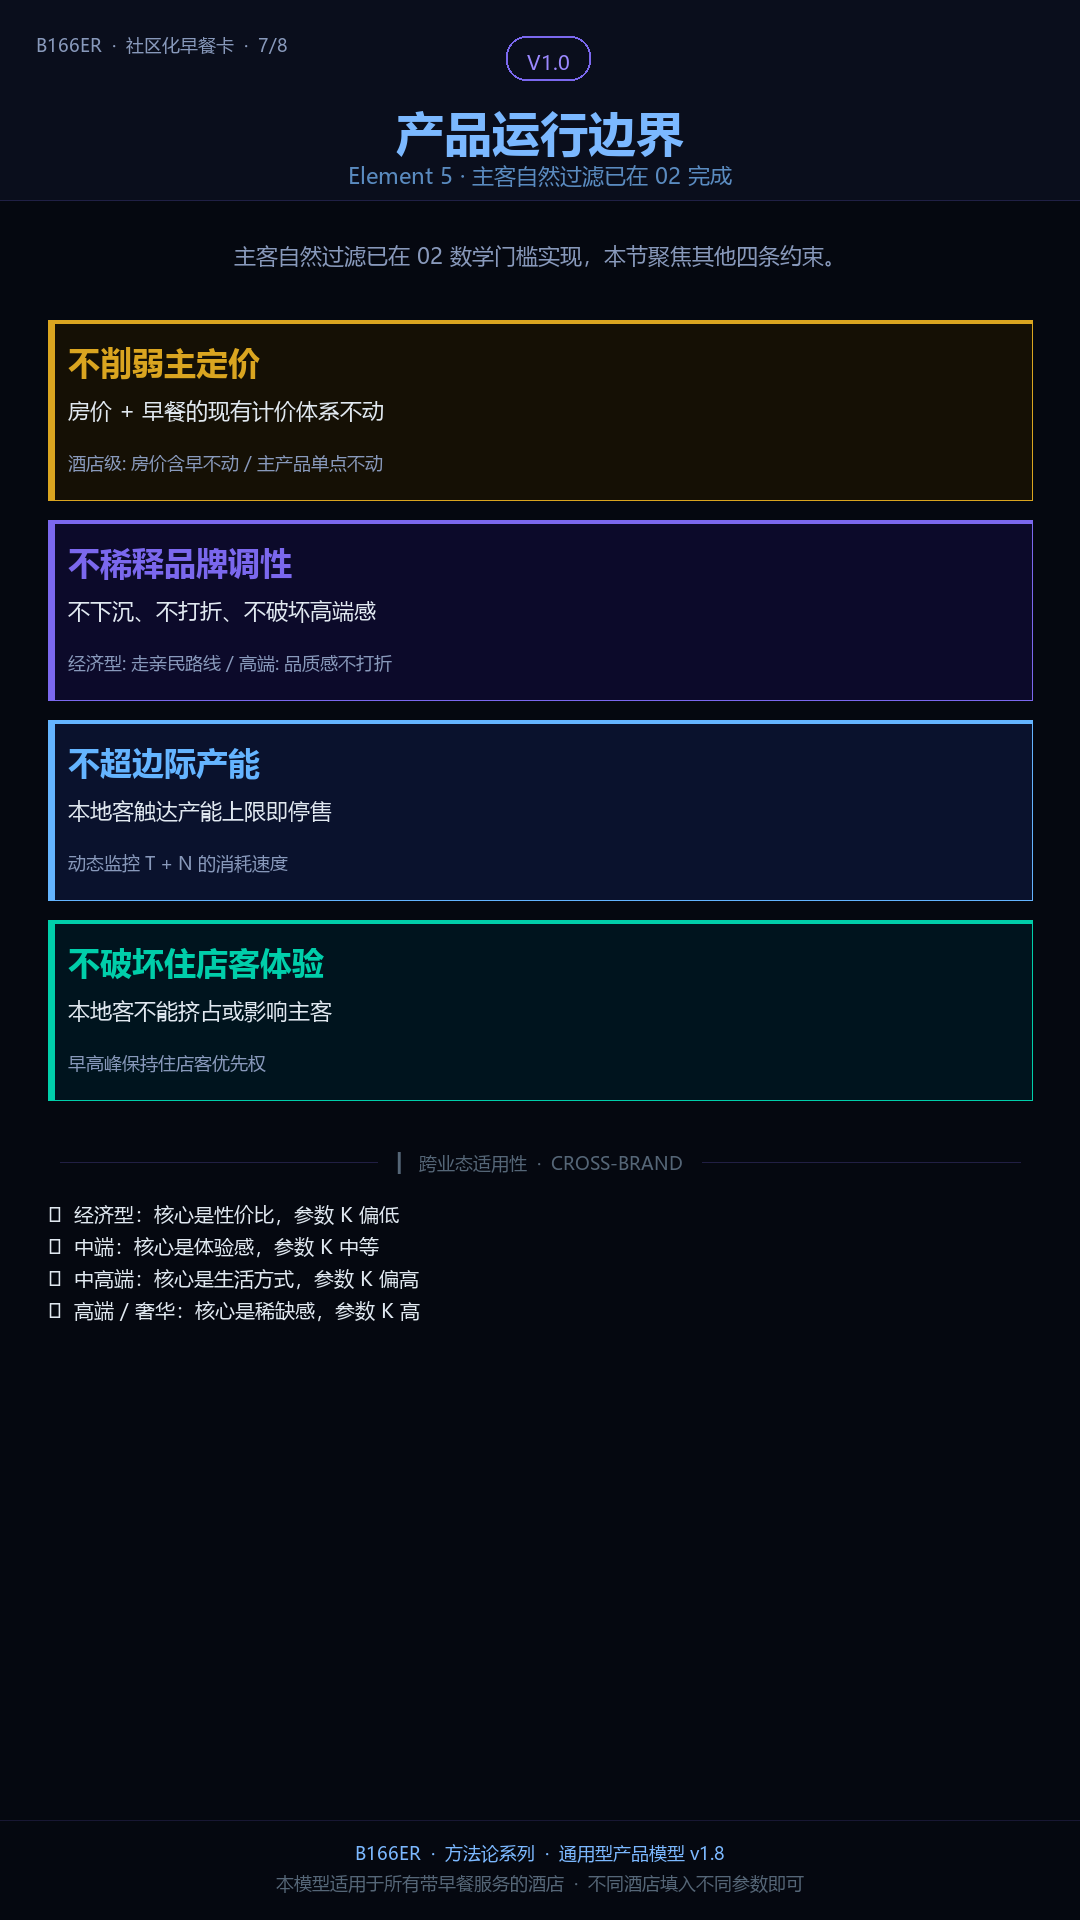 B166ER · 社区化早餐卡 · 7/8
V1.0
产品运行边界
Element 5 · 主客自然过滤已在 02 完成
主客自然过滤已在 02 数学门槛实现，本节聚焦其他四条约束。
不削弱主定价
房价 + 早餐的现有计价体系不动
酒店级: 房价含早不动 / 主产品单点不动
不稀释品牌调性
不下沉、不打折、不破坏高端感
经济型: 走亲民路线 / 高端: 品质感不打折
不超边际产能
本地客触达产能上限即停售
动态监控 T + N 的消耗速度
不破坏住店客体验
本地客不能挤占或影响主客
早高峰保持住店客优先权
跨业态适用性 · CROSS-BRAND
经济型：核心是性价比，参数 K 偏低
中端：核心是体验感，参数 K 中等
中高端：核心是生活方式，参数 K 偏高
高端 / 奢华：核心是稀缺感，参数 K 高
B166ER · 方法论系列 · 通用型产品模型 v1.8
本模型适用于所有带早餐服务的酒店 · 不同酒店填入不同参数即可